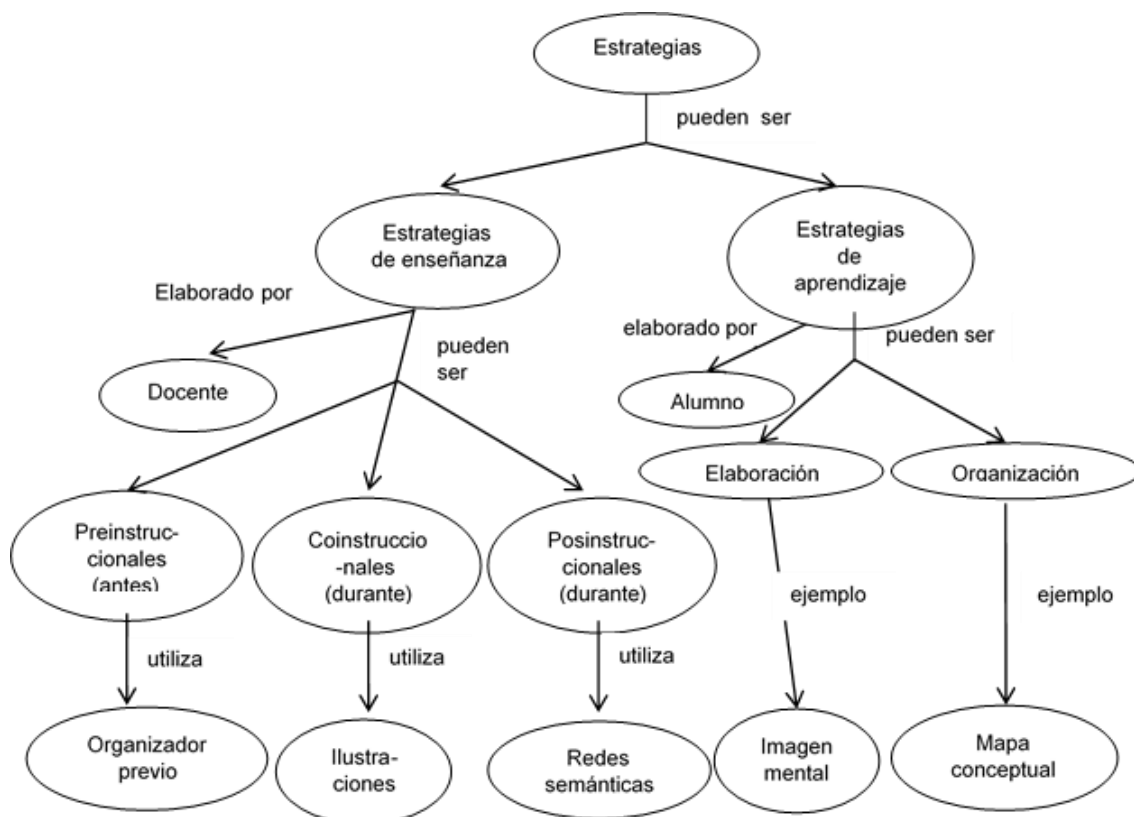 Estrategias
pueden ser
Estrategias
de enseñanza
Estrategias
de
aprendizaje
Elaborado por
pueden
ser
elaborado por
pueden ser
Docente
Alumno
Elaboración
Organización
Preinstruc-
cionales
(antes)
Coinstruccio
-nales
(durante)
Posinstruc-
cionales
(durante)
ejemplo
ejemplo
utiliza
utiliza
utiliza
Organizador
previo
Ilustra-
ciones
Redes
semánticas
Imagen
mental
Mapa
conceptual